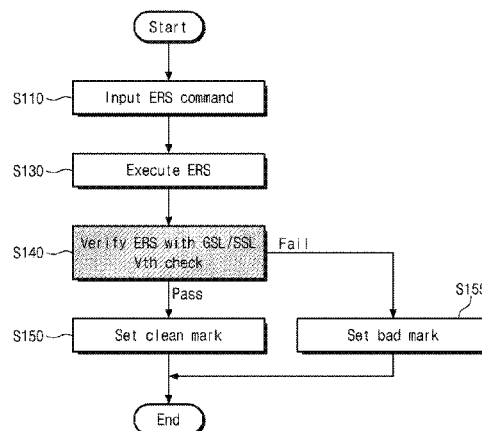 Start
S110
Input ERS command
S130
Execute ERS
S140
Verify ERS with GSL/SSL
Vth check
Fail
Pass
S155
S150
Set clean mark
Set bad mark
End